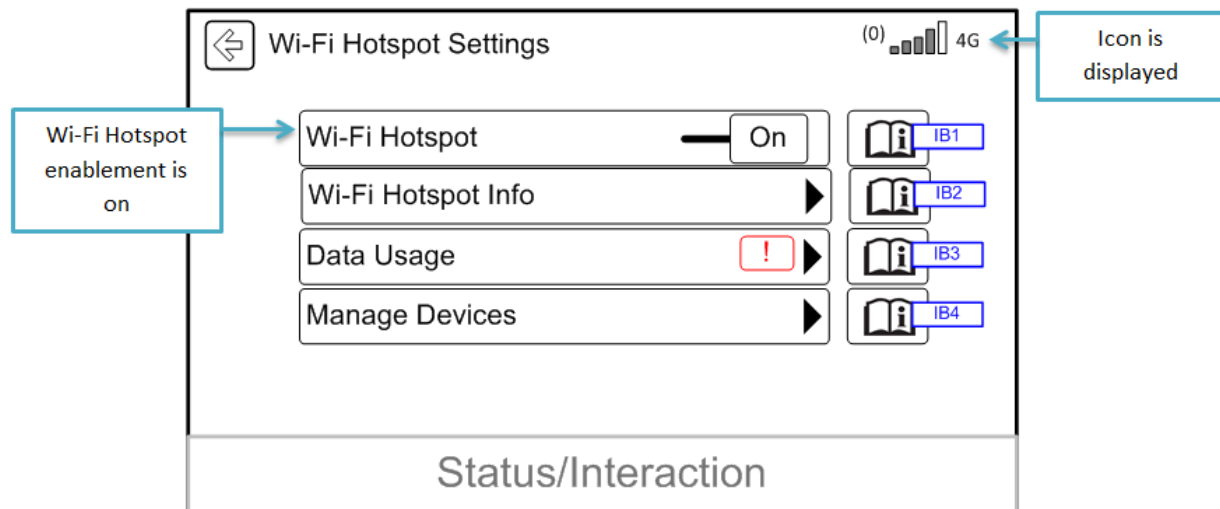 Wi-Fi Hotspot Settings
(0) 4G
Icon is
displayed
Wi-Fi Hotspot
enablement is
on
Wi-Fi Hotspot On
IB1
Wi-Fi Hotspot Info
IB2
Data Usage !
IB3
Manage Devices
IB4
Status/Interaction